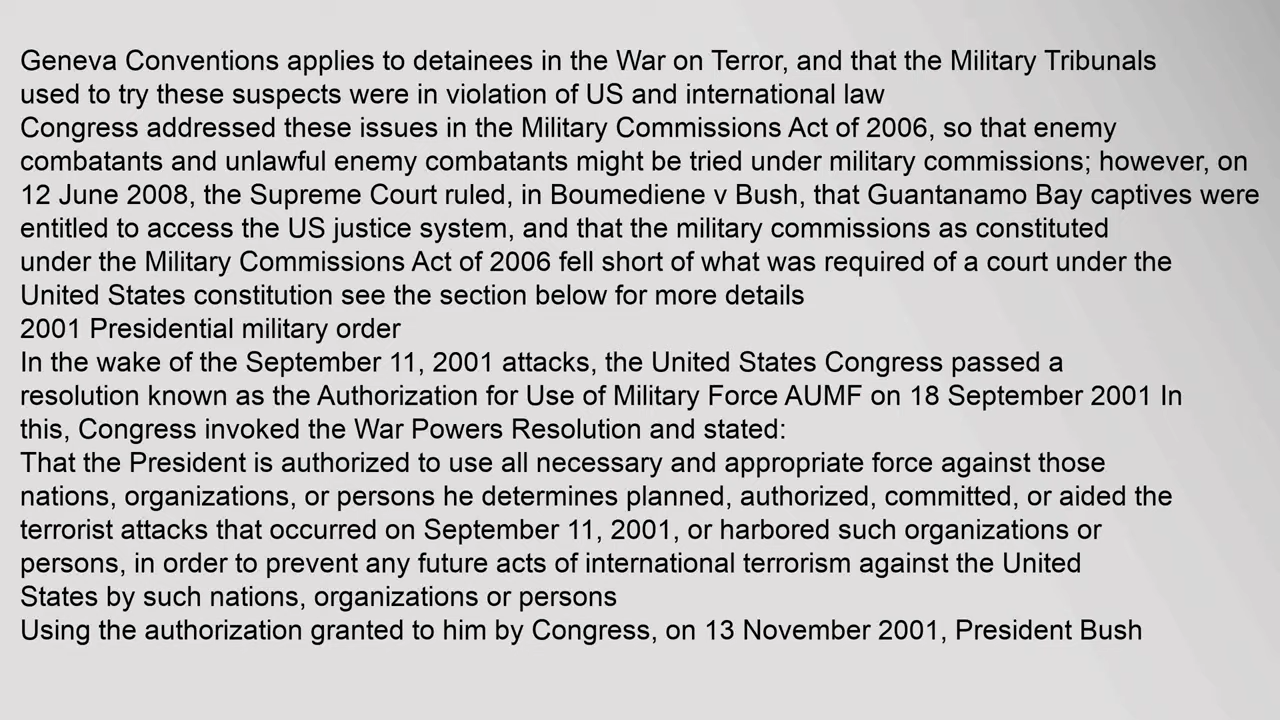 Geneva Conventions applies to detainees in the War on Terror, and that the Military Tribunals
used to try these suspects were in violation of US and international law
Congress addressed these issues in the Military Commissions Act of 2006, so that enemy
combatants and unlawful enemy combatants might be tried under military commissions; however, on
12 June 2008, the Supreme Court ruled, in Boumediene v Bush, that Guantanamo Bay captives were
entitled to access the US justice system, and that the military commissions as constituted
under the Military Commissions Act of 2006 fell short of what was required of a court under the
United States constitution see the section below for more details
2001 Presidential military order
In the wake of the September 11, 2001 attacks, the United States Congress passed a
resolution known as the Authorization for Use of Military Force AUMF on 18 September 2001 In
this, Congress invoked the War Powers Resolution and stated:
That the President is authorized to use all necessary and appropriate force against those
nations, organizations, or persons he determines planned, authorized, committed, or aided the
terrorist attacks that occurred on September 11, 2001, or harbored such organizations or
persons, in order to prevent any future acts of international terrorism against the United
States by such nations, organizations or persons
Using the authorization granted to him by Congress, on 13 November 2001, President Bush